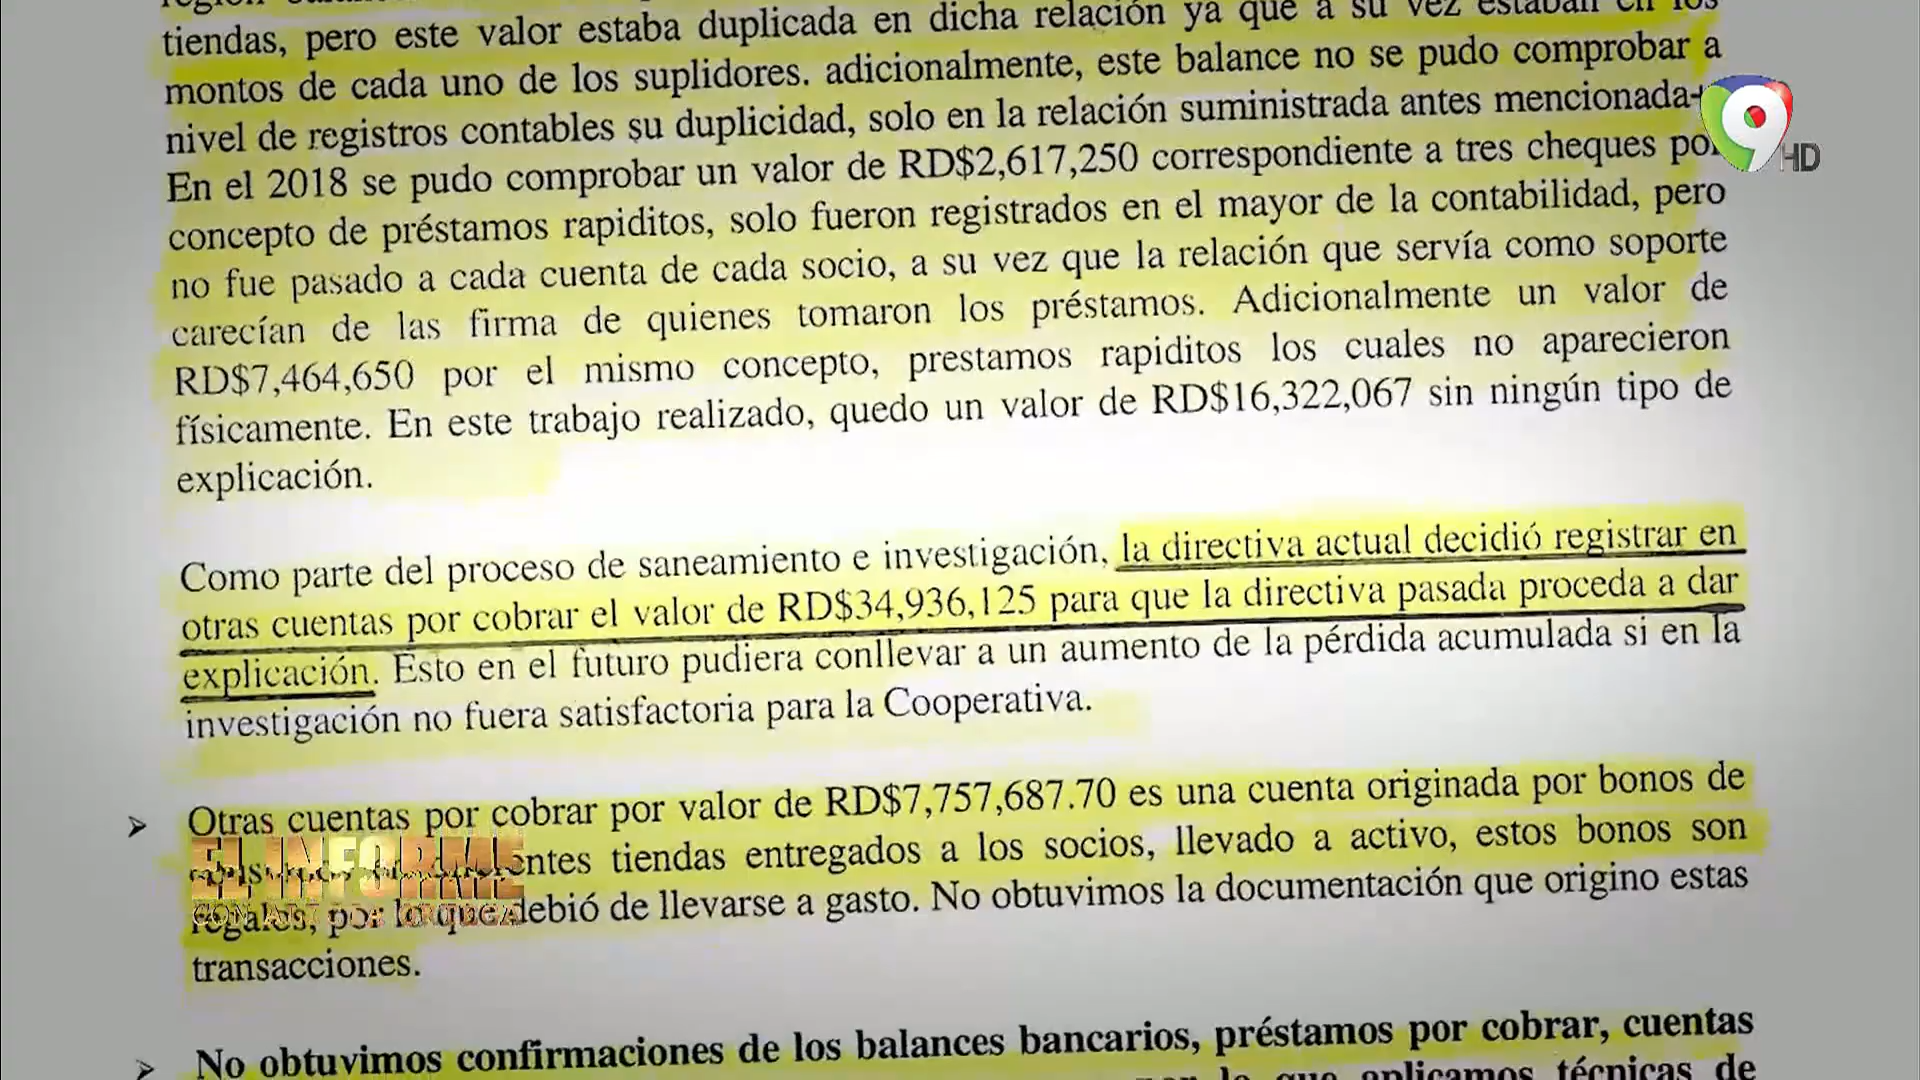 tiendas, pero este valor estaba duplicada en dicha relación ya que a su vez estaban en los
montos de cada uno de los suplidores. adicionalmente, este balance no se pudo comprobar a
nivel de registros contables su duplicidad, solo en la relación suministrada antes mencionada
En el 2018 se pudo comprobar un valor de RD$2,617,250 correspondiente a tres cheques por
concepto de préstamos rapiditos, solo fueron registrados en el mayor de la contabilidad, pero
no fue pasado a cada cuenta de cada socio, a su vez que la relación que servía como soporte
carecían de las firma de quienes tomaron los préstamos. Adicionalmente un valor de
RD$7,464,650 por el mismo concepto, prestamos rapiditos los cuales no aparecieron
físicamente. En este trabajo realizado, quedo un valor de RD$16,322,067 sin ningún tipo de
explicación.
Como parte del proceso de saneamiento e investigación, la directiva actual decidió registrar en
otras cuentas por cobrar el valor de RD$34,936,125 para que la directiva pasada proceda a dar
explicación. Esto en el futuro pudiera conllevar a un aumento de la pérdida acumulada si en la
investigación no fuera satisfactoria para la Cooperativa.
➢ Otras cuentas por cobrar por valor de RD$7,757,687.70 es una cuenta originada por bonos de
tiendas entregados a los socios, llevado a activo, estos bonos son
regalos, por lo que debió de llevarse a gasto. No obtuvimos la documentación que origino estas
transacciones.
➢ No obtuvimos confirmaciones de los balances bancarios, préstamos por cobrar, cuentas
lo que aplicamos técnicas de
9 HD
EL INFORME